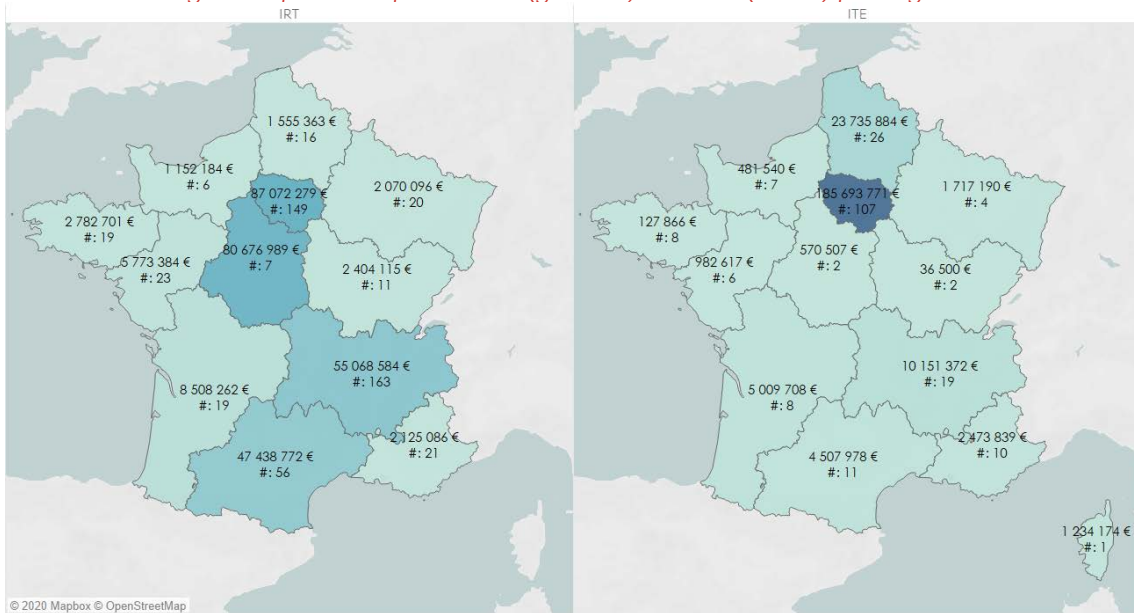 IRT
1 555 363 €
#: 16
1 152 184 €
#: 6
87 072 279 €
#: 149
2 070 096 €
#: 20
2 782 701 €
#: 19
5 773 384 €
#: 23
80 676 989 €
#: 7
2 404 115 €
#: 11
55 068 584 €
#: 163
8 508 262 €
#: 19
2 125 086 €
#: 21
47 438 772 €
#: 56
© 2020 Mapbox © OpenStreetMap
ITE
23 735 884 €
#: 26
481 540 €
#: 7
185 693 771 €
#: 107
1 717 190 €
#: 4
127 866 €
#: 8
982 617 €
#: 6
570 507 €
#: 2
36 500 €
#: 2
10 151 372 €
#: 19
5 009 708 €
#: 8
2 473 839 €
#: 10
4 507 978 €
#: 11
1 234 174 €
#: 1